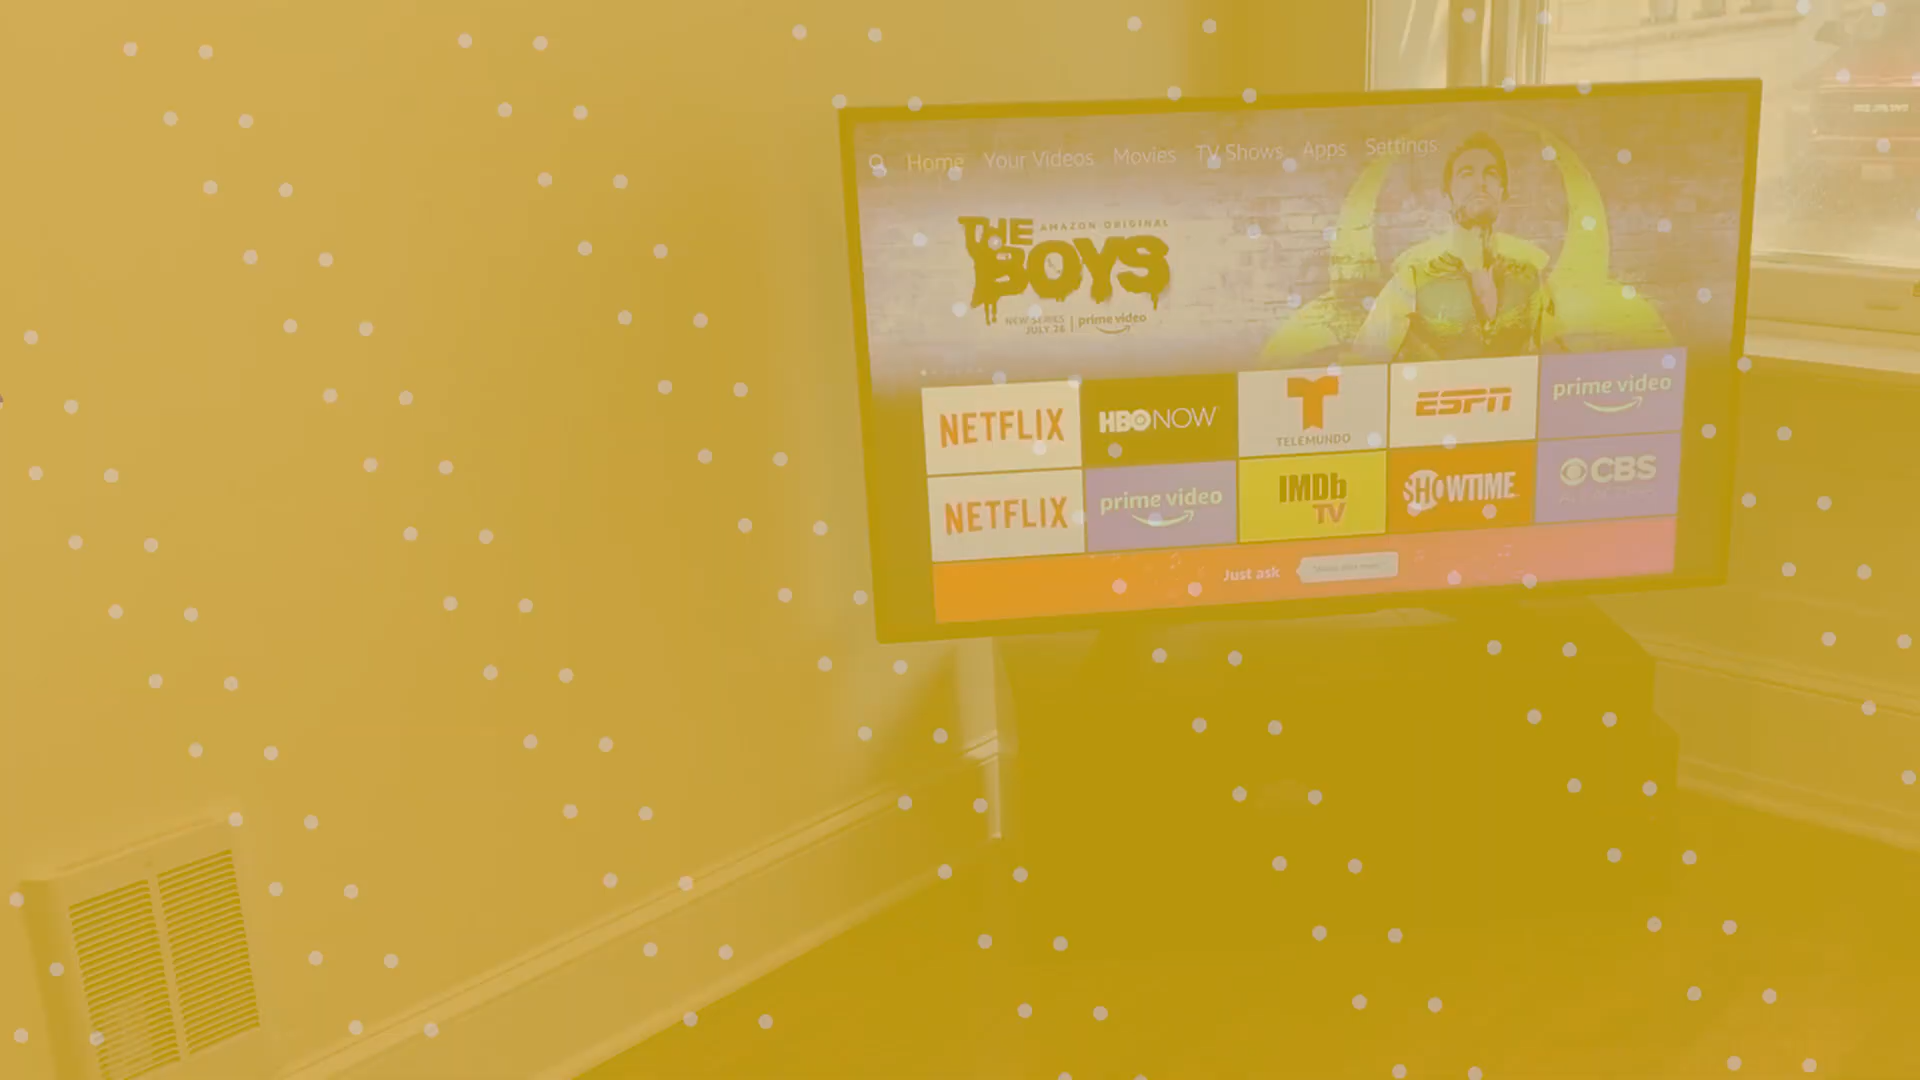 Home Your Videos Movies TV Shows Apps Settings
THE AMAZON ORIGINAL
BOYS
NEW SERIES
JULY 26 | prime video
NETFLIX HBO NOW TELEMUNDO ESPN prime video
NETFLIX prime video IMDb TV SHOWTIME CBS
Just ask